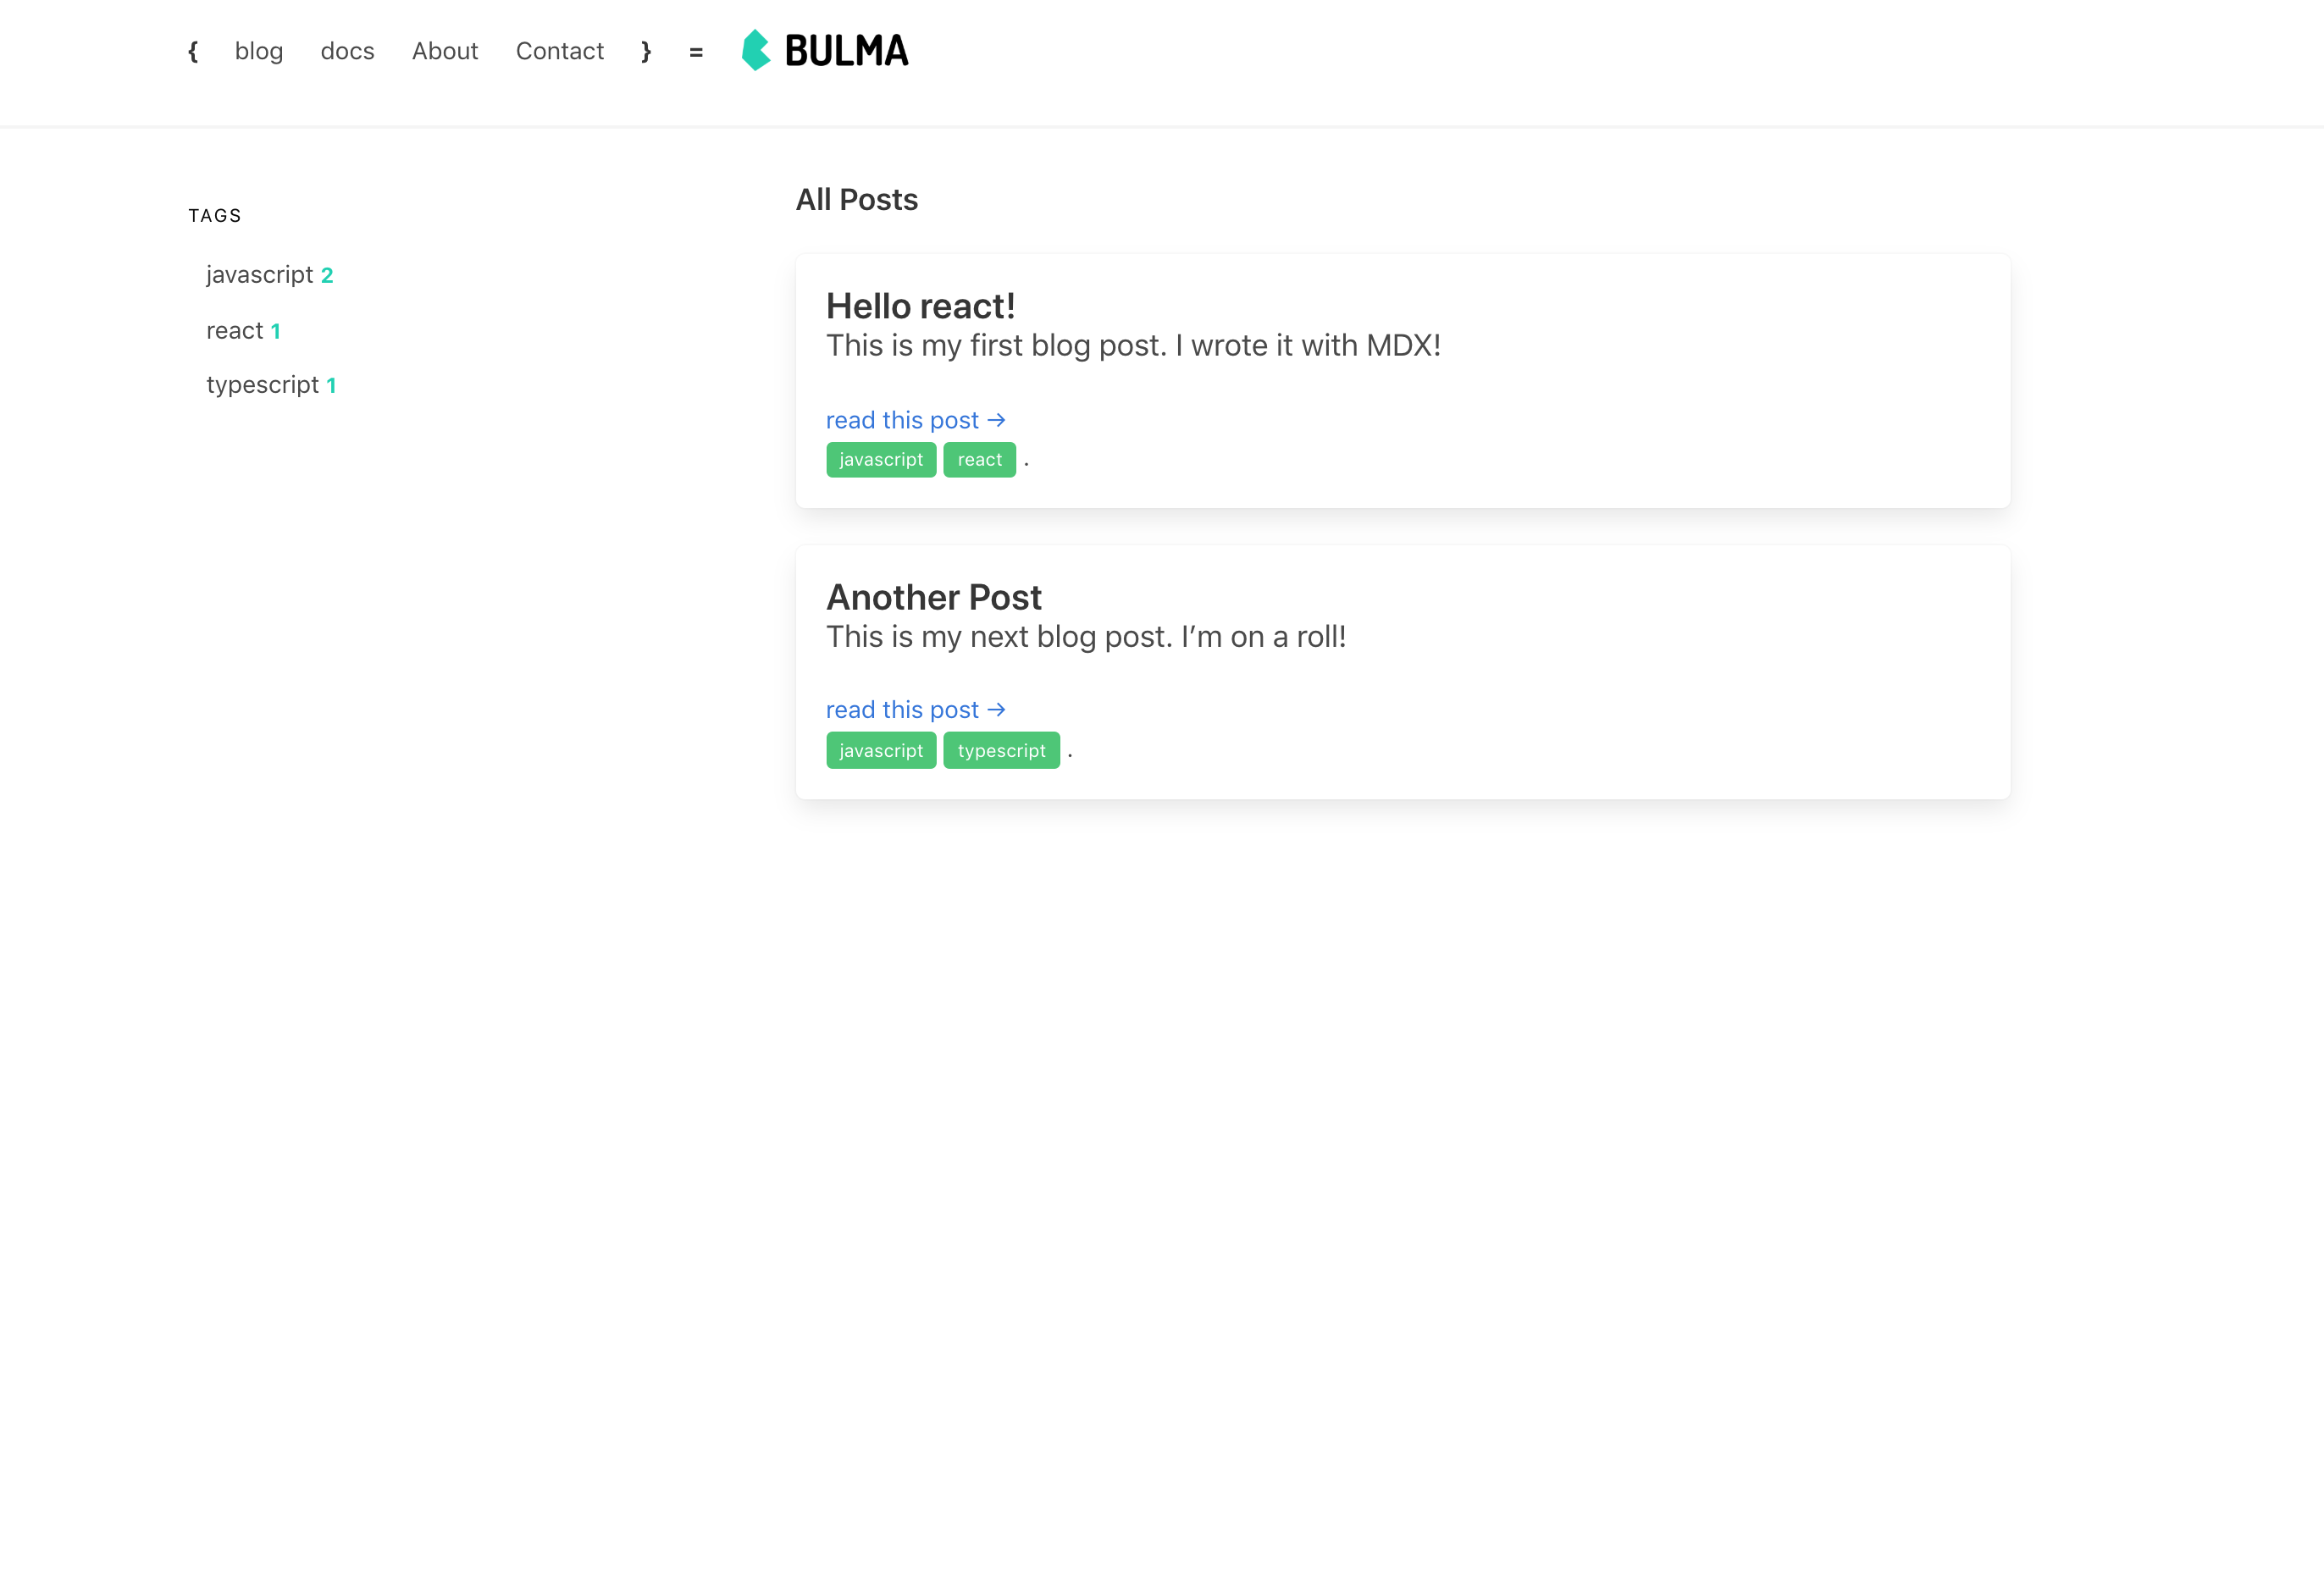 { blog docs About Contact } = BULMA
TAGS
javascript 2
react 1
typescript 1
All Posts
Hello react!
This is my first blog post. I wrote it with MDX!
read this post →
javascript react .
Another Post
This is my next blog post. I’m on a roll!
read this post →
javascript typescript .